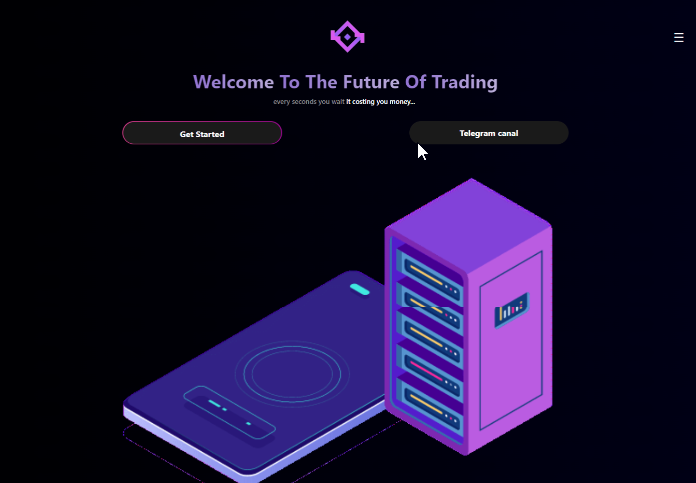 Welcome To The Future Of Trading
every seconds you wait It costing you money...
Get Started
Telegram canal